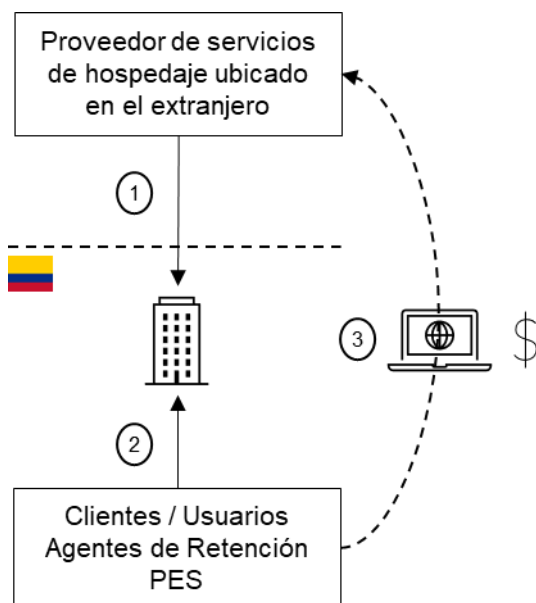 Proveedor de servicios
de hospedaje ubicado
en el extranjero
1
3
$
2
Clientes / Usuarios
Agentes de Retención
PES